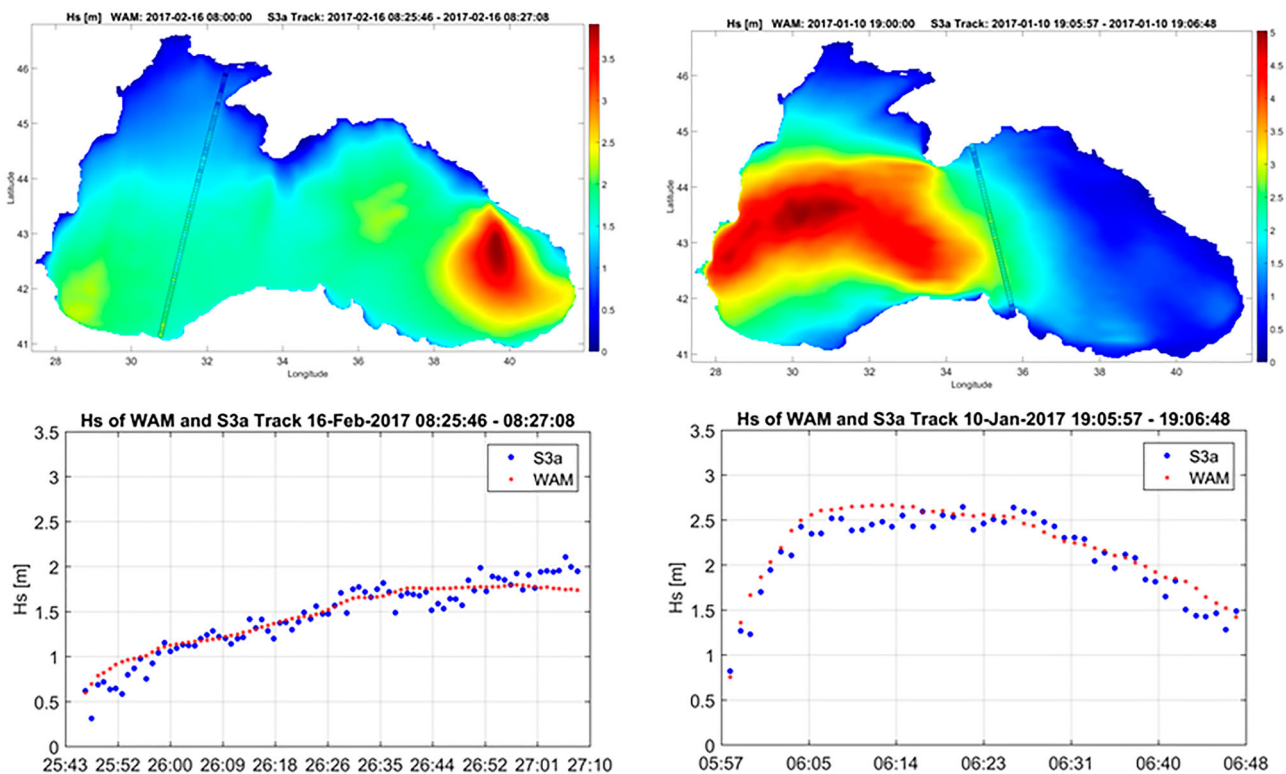 Hs [m] WAM: 2017-02-16 08:00:00 S3a Track: 2017-02-16 08:25:46 - 2017-02-16 08:27:08
46
45
44
43
42
41
Latitude
28 30 32 34 36 38 40
Longitude
3.5
3
2.5
2
1.5
1
0.5
0
Hs [m] WAM: 2017-01-10 19:00:00 S3a Track: 2017-01-10 19:05:57 - 2017-01-10 19:06:48
46
45
44
43
42
41
Latitude
28 30 32 34 36 38 40
Longitude
5
4.5
4
3.5
3
2.5
2
1.5
1
0.5
0
Hs of WAM and S3a Track 16-Feb-2017 08:25:46 - 08:27:08
3.5
3
2.5
2
1.5
1
0.5
0
Hs [m]
S3a
WAM
25:43 25:52 26:00 26:09 26:18 26:26 26:35 26:44 26:52 27:01 27:10
Hs of WAM and S3a Track 10-Jan-2017 19:05:57 - 19:06:48
3.5
3
2.5
2
1.5
1
0.5
0
Hs [m]
S3a
WAM
05:57 06:05 06:14 06:23 06:31 06:40 06:48